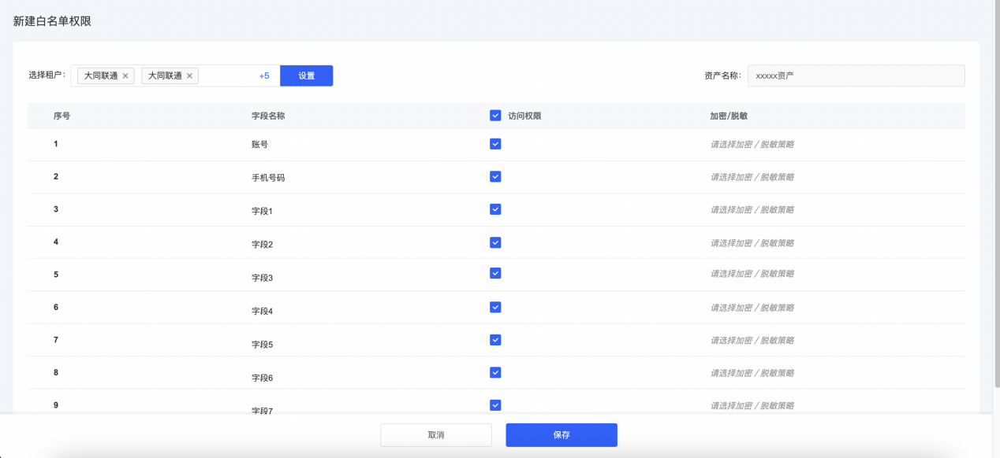 新建白名单权限
选择租户: 大同联通 × 大同联通 × +5 设置 资产名称: xxxxx资产
序号 字段名称 访问权限 加密/脱敏
1 账号 请选择加密 / 脱敏策略
2 手机号码 请选择加密 / 脱敏策略
3 字段1 请选择加密 / 脱敏策略
4 字段2 请选择加密 / 脱敏策略
5 字段3 请选择加密 / 脱敏策略
6 字段4 请选择加密 / 脱敏策略
7 字段5 请选择加密 / 脱敏策略
8 字段6 请选择加密 / 脱敏策略
9 字段7 请选择加密 / 脱敏策略
取消 保存